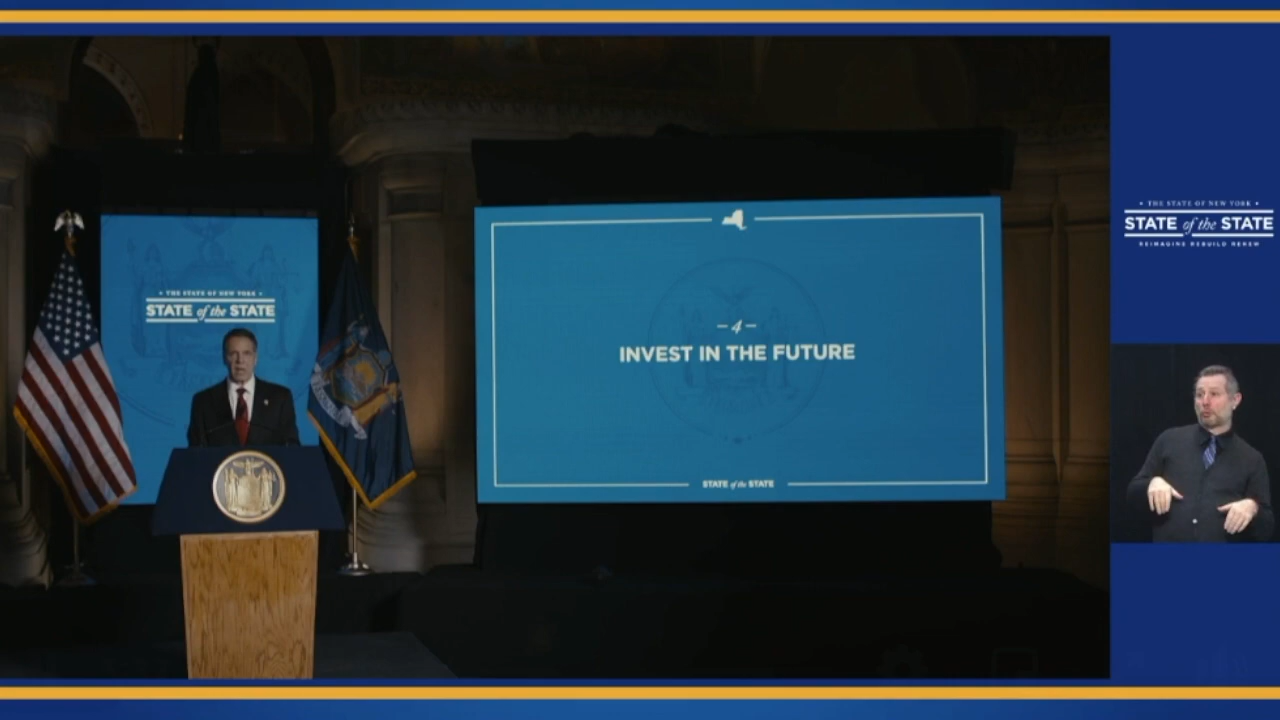 • THE STATE OF NEW YORK •
STATE of the STATE
– 4 –
INVEST IN THE FUTURE
STATE of the STATE
• THE STATE OF NEW YORK •
STATE of the STATE
REIMAGINE REBUILD RENEW